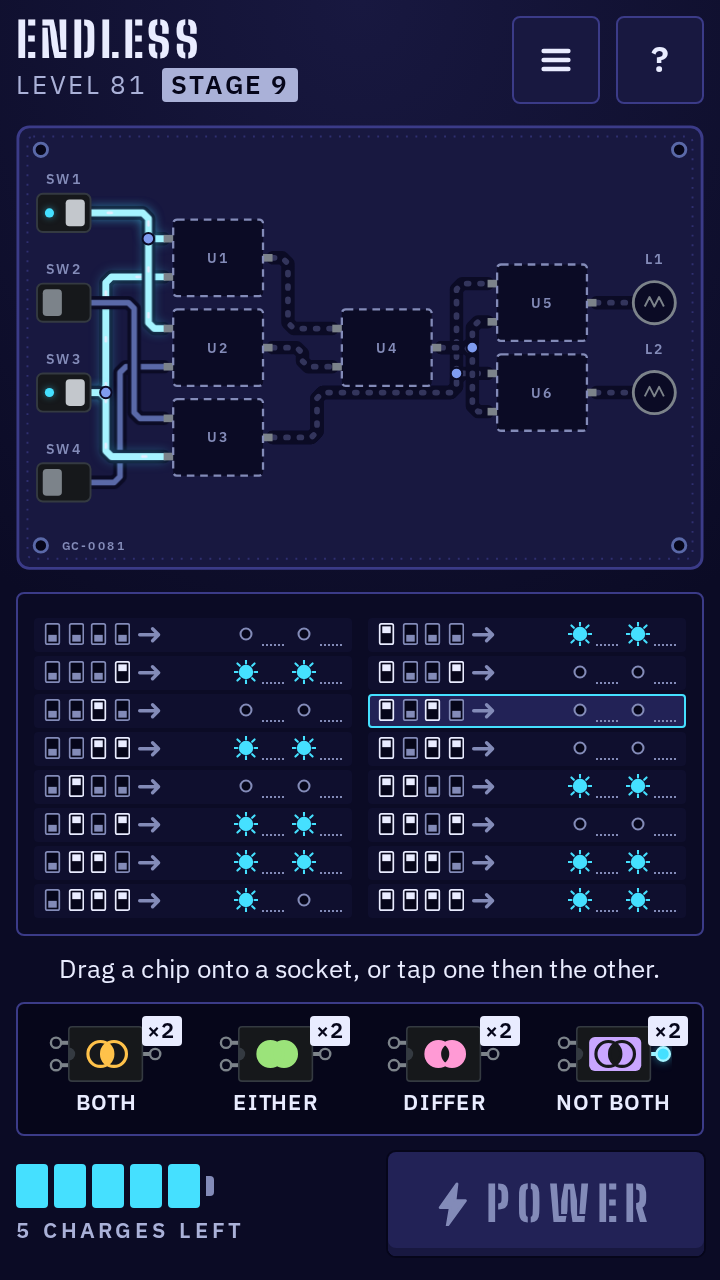 ENDLESS
LEVEL 81 STAGE 9
?
SW1
SW2
SW3
SW4
U1
U2
U3
U4
U5
U6
L1
L2
GC-0081
Drag a chip onto a socket, or tap one then the other.
×2 ×2 ×2 ×2
BOTH EITHER DIFFER NOT BOTH
5 CHARGES LEFT
POWER